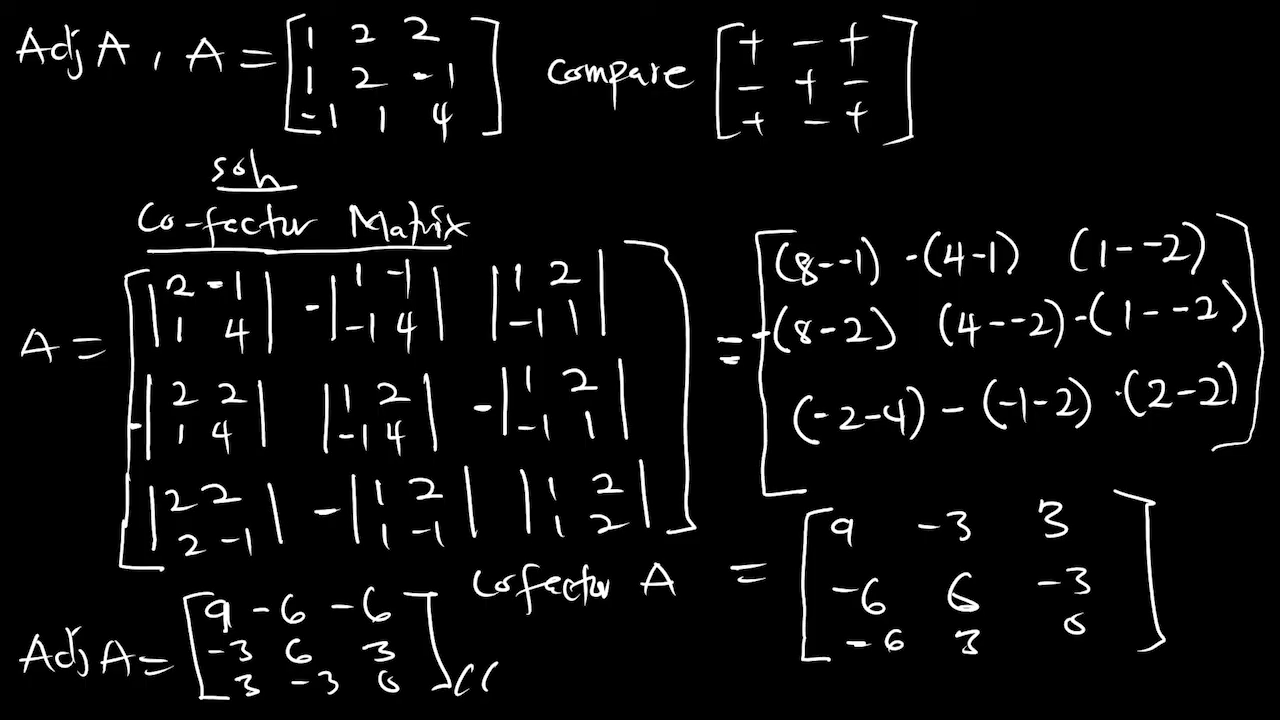 Adj A , A = [ 1 2 2 compare [ + - +
1 2 -1 - + -
-1 1 4 ] + - + ]
soln
Co-factor Matrix
A = [ |2 -1 -|1 -1 |1 2
1 4| -1 4| -1 1|
-|2 2 |1 2 -|1 2
1 4| -1 4| -1 1|
|2 2 -|1 2 |1 2
2 -1| 1 -1| 1 2| ]
= [ (8--1) -(4-1) (1--2)
-(8-2) (4--2) -(1--2)
(-2-4) -(-1-2) (2-2) ]
Cofactor A = [ 9 -3 3
-6 6 -3
-6 3 0 ]
Adj A = [ 9 -6 -6
-3 6 3
3 -3 0 ] //